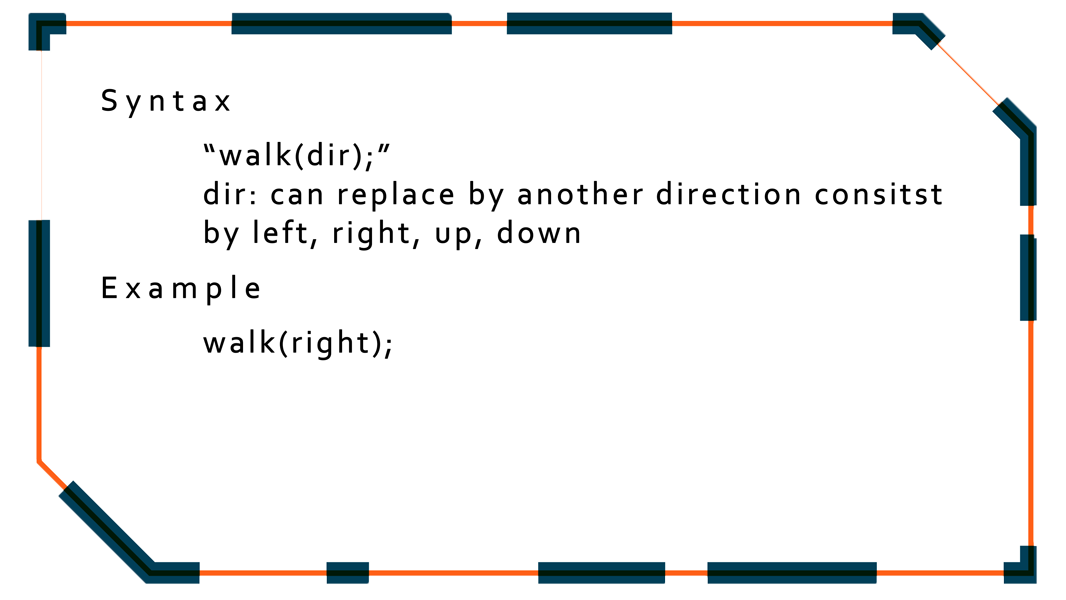 Syntax
“walk(dir);”
dir: can replace by another direction consitst
by left, right, up, down
Example
walk(right);